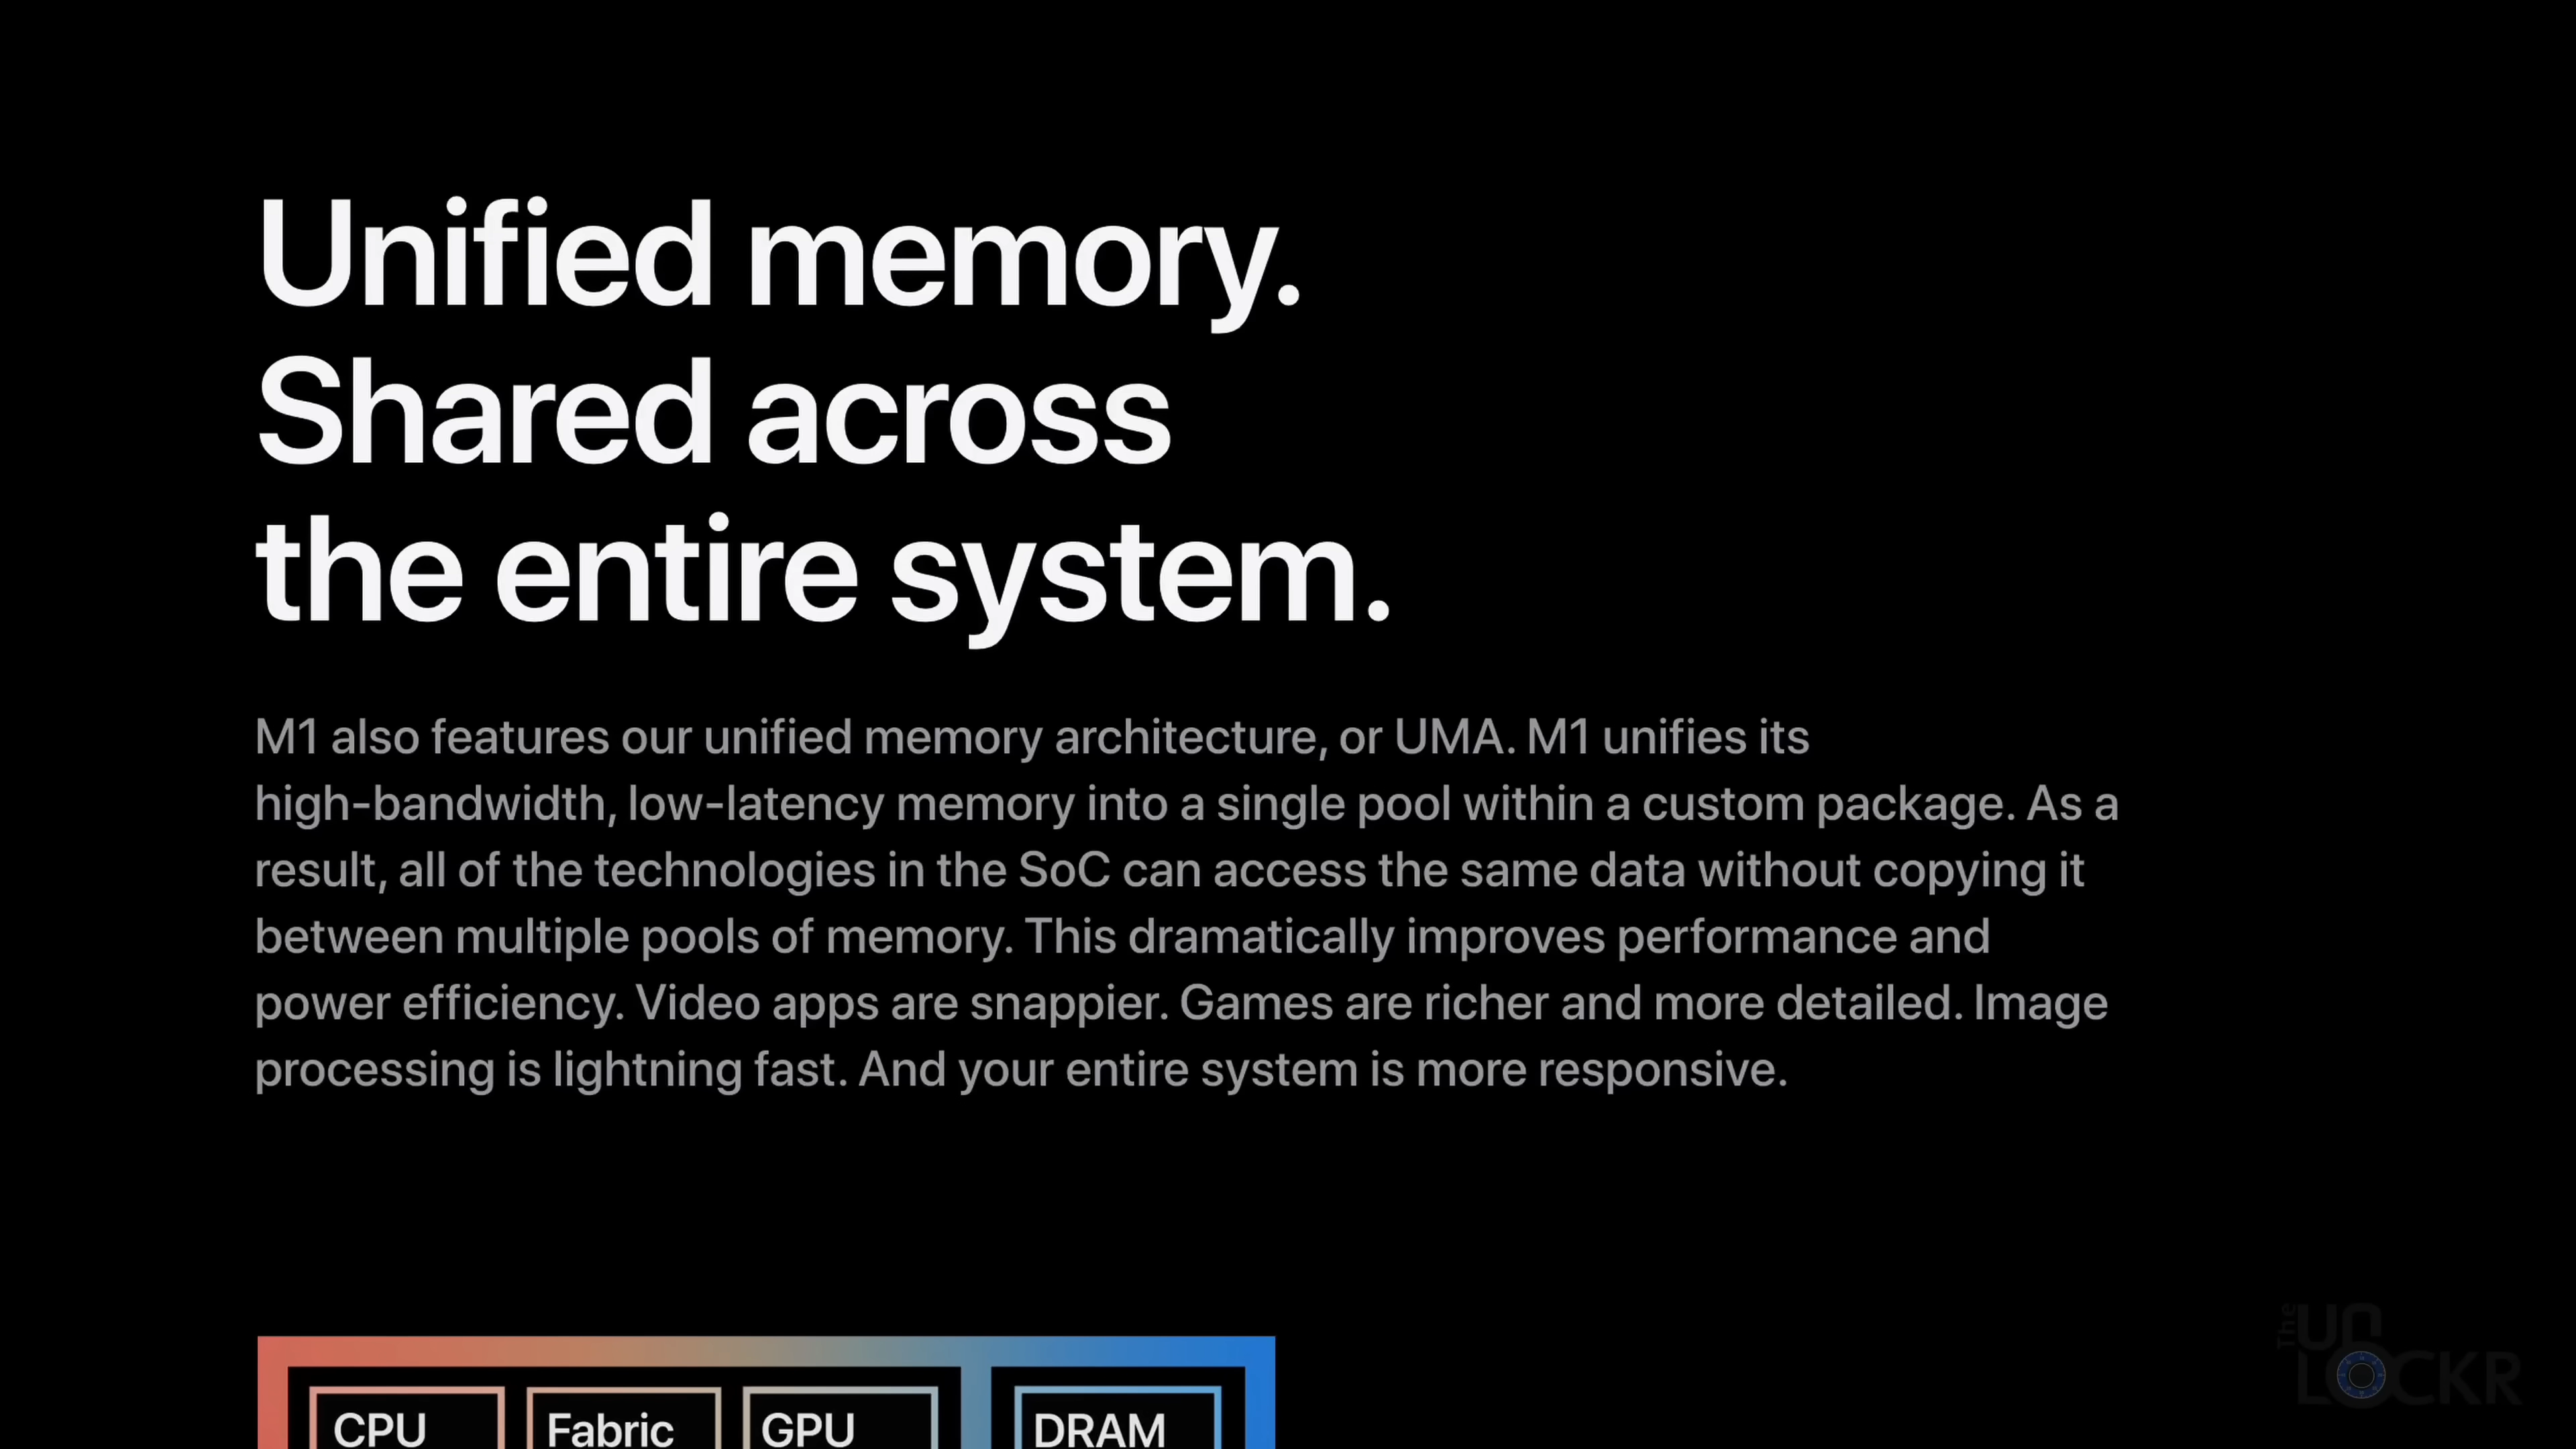 Unified memory.
Shared across
the entire system.
M1 also features our unified memory architecture, or UMA. M1 unifies its
high-bandwidth, low-latency memory into a single pool within a custom package. As a
result, all of the technologies in the SoC can access the same data without copying it
between multiple pools of memory. This dramatically improves performance and
power efficiency. Video apps are snappier. Games are richer and more detailed. Image
processing is lightning fast. And your entire system is more responsive.
CPU
Fabric
GPU
DRAM
The
UN
LOCKR